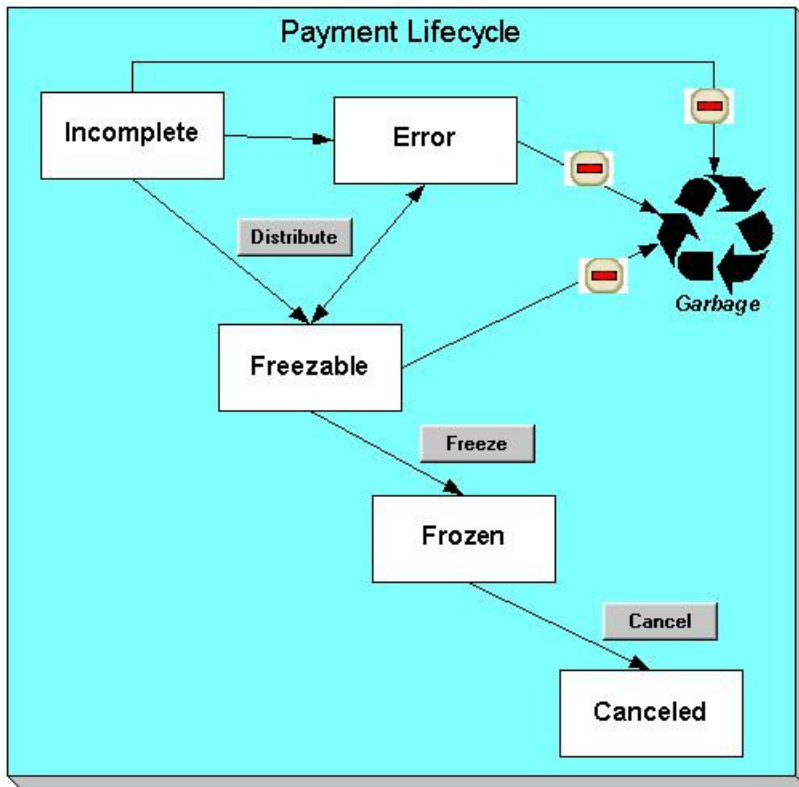 Payment Lifecycle
Incomplete
Error
Distribute
Garbage
Freezable
Freeze
Frozen
Cancel
Canceled